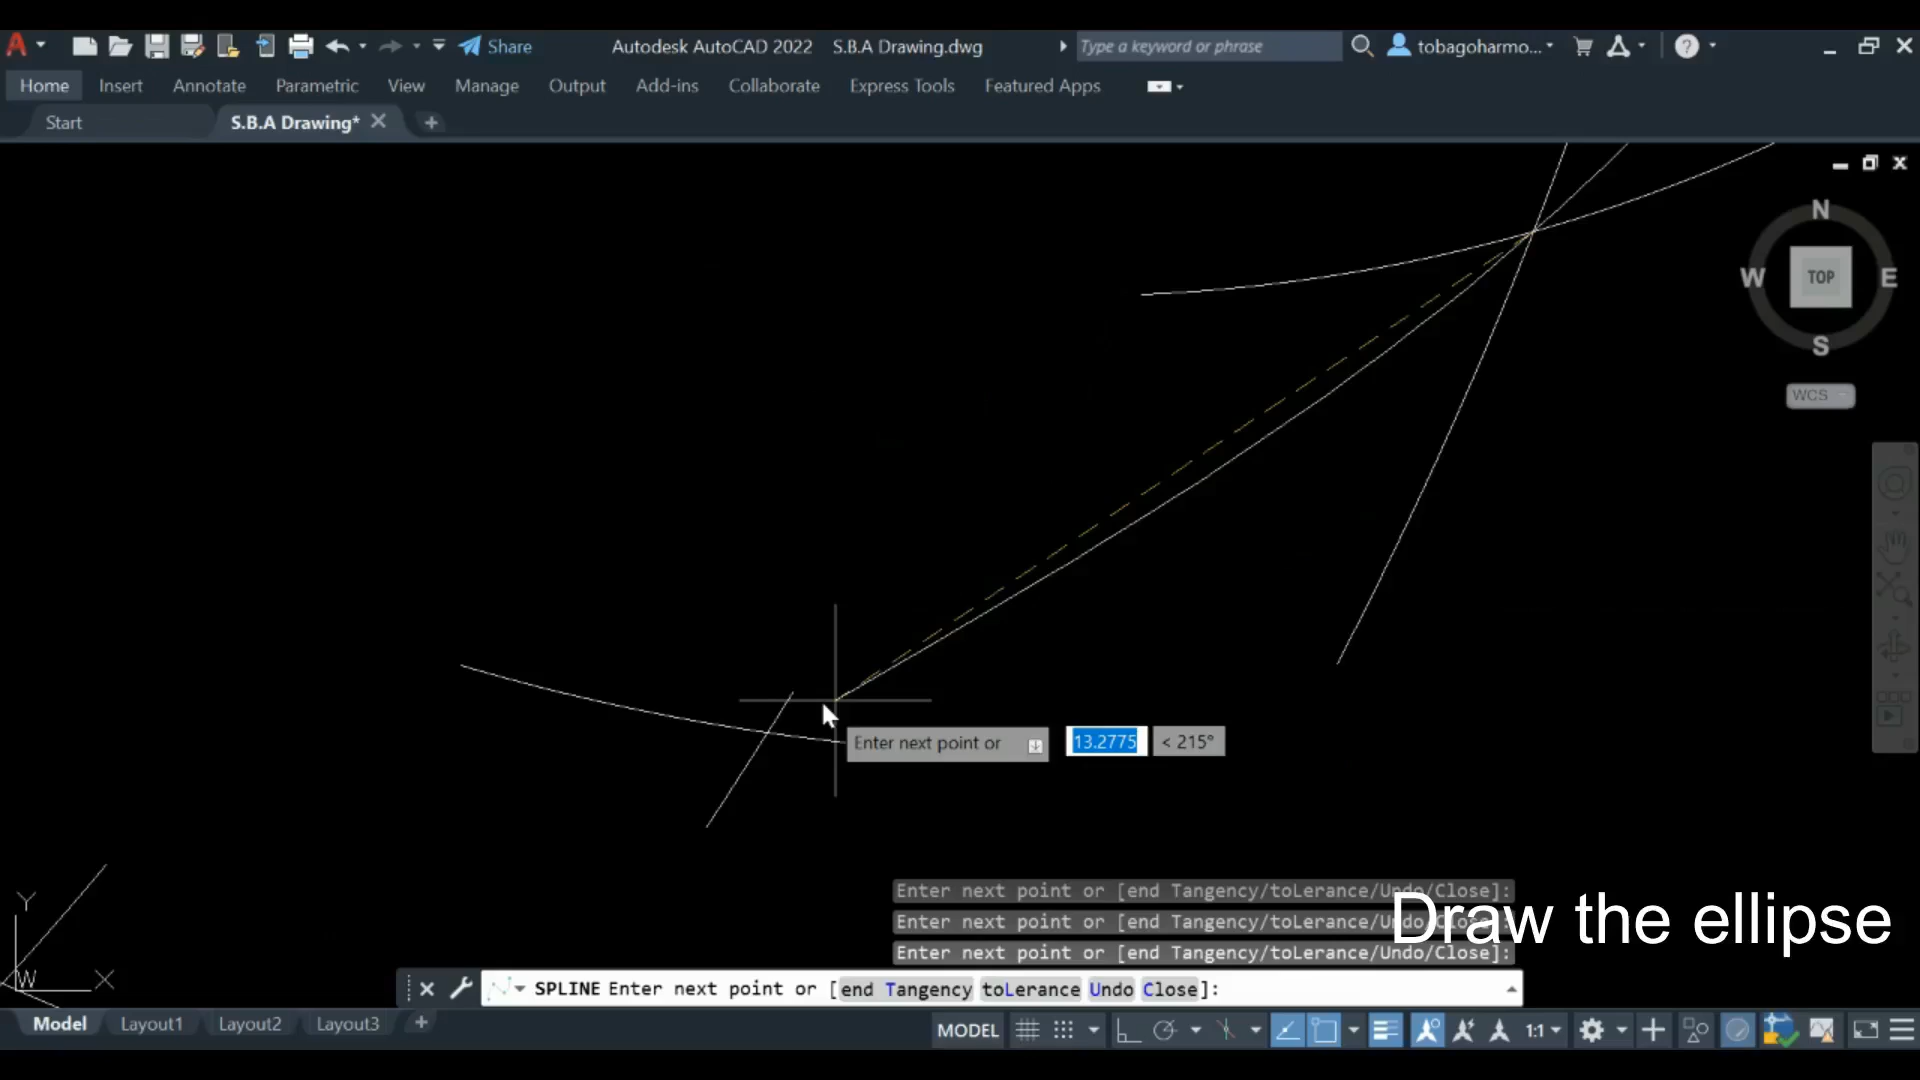 A Share Autodesk AutoCAD 2022 S.B.A Drawing.dwg Type a keyword or phrase tobagoharmo... ?
Home Insert Annotate Parametric View Manage Output Add-ins Collaborate Express Tools Featured Apps
Start S.B.A Drawing* +
N
W TOP E
S
WCS
Enter next point or 13.2775 < 215°
Y
W X
Enter next point or [end Tangency/toLerance/Undo/Close]:
Enter next point or [end Tangency/toLerance/Undo/Close]:
Enter next point or [end Tangency/toLerance/Undo/Close]:
Draw the ellipse
SPLINE Enter next point or [end Tangency toLerance Undo Close]:
Model Layout1 Layout2 Layout3 + MODEL 1:1